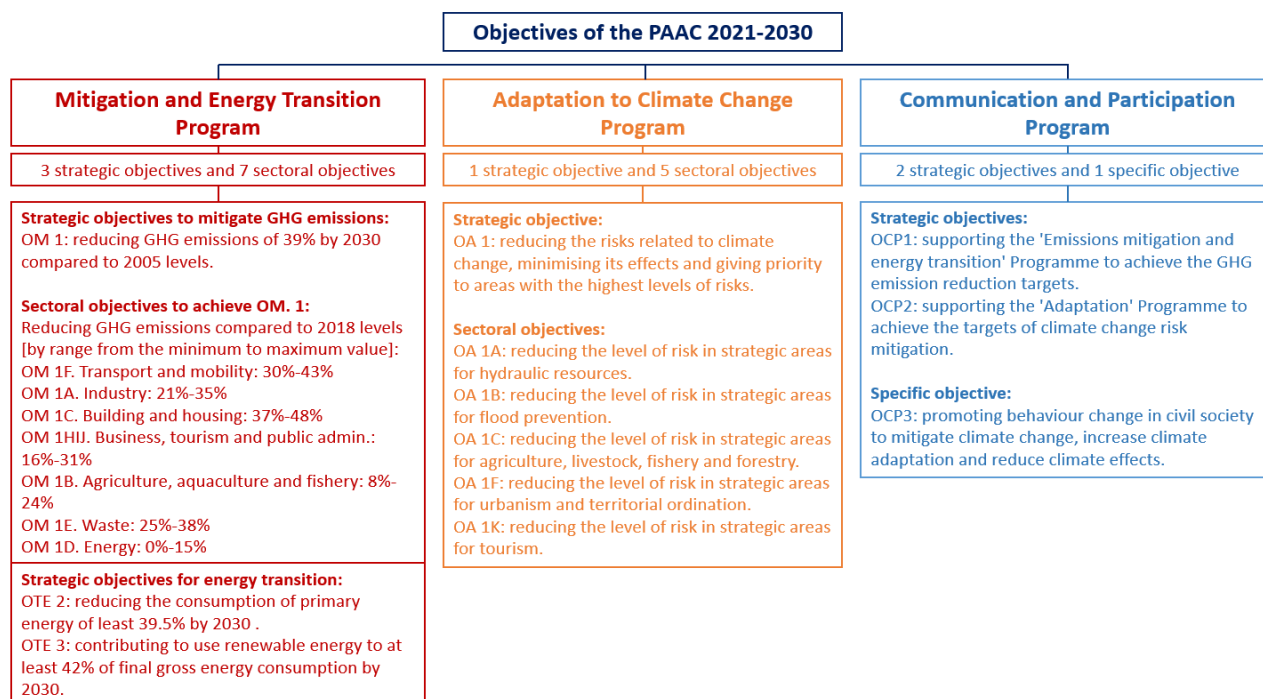 Objectives of the PAAC 2021-2030
Mitigation and Energy Transition
Program
3 strategic objectives and 7 sectoral objectives
Strategic objectives to mitigate GHG emissions:
OM 1: reducing GHG emissions of 39% by 2030
compared to 2005 levels.
Sectoral objectives to achieve OM. 1:
Reducing GHG emissions compared to 2018 levels
[by range from the minimum to maximum value]:
OM 1F. Transport and mobility: 30%-43%
OM 1A. Industry: 21%-35%
OM 1C. Building and housing: 37%-48%
OM 1HIJ. Business, tourism and public admin.:
16%-31%
OM 1B. Agriculture, aquaculture and fishery: 8%-
24%
OM 1E. Waste: 25%-38%
OM 1D. Energy: 0%-15%
Strategic objectives for energy transition:
OTE 2: reducing the consumption of primary
energy of least 39.5% by 2030 .
OTE 3: contributing to use renewable energy to at
least 42% of final gross energy consumption by
2030.
Adaptation to Climate Change
Program
1 strategic objective and 5 sectoral objectives
Strategic objective:
OA 1: reducing the risks related to climate
change, minimising its effects and giving priority
to areas with the highest levels of risks.
Sectoral objectives:
OA 1A: reducing the level of risk in strategic areas
for hydraulic resources.
OA 1B: reducing the level of risk in strategic areas
for flood prevention.
OA 1C: reducing the level of risk in strategic areas
for agriculture, livestock, fishery and forestry.
OA 1F: reducing the level of risk in strategic areas
for urbanism and territorial ordination.
OA 1K: reducing the level of risk in strategic areas
for tourism.
Communication and Participation
Program
2 strategic objectives and 1 specific objective
Strategic objectives:
OCP1: supporting the 'Emissions mitigation and
energy transition' Programme to achieve the GHG
emission reduction targets.
OCP2: supporting the 'Adaptation' Programme to
achieve the targets of climate change risk
mitigation.
Specific objective:
OCP3: promoting behaviour change in civil society
to mitigate climate change, increase climate
adaptation and reduce climate effects.